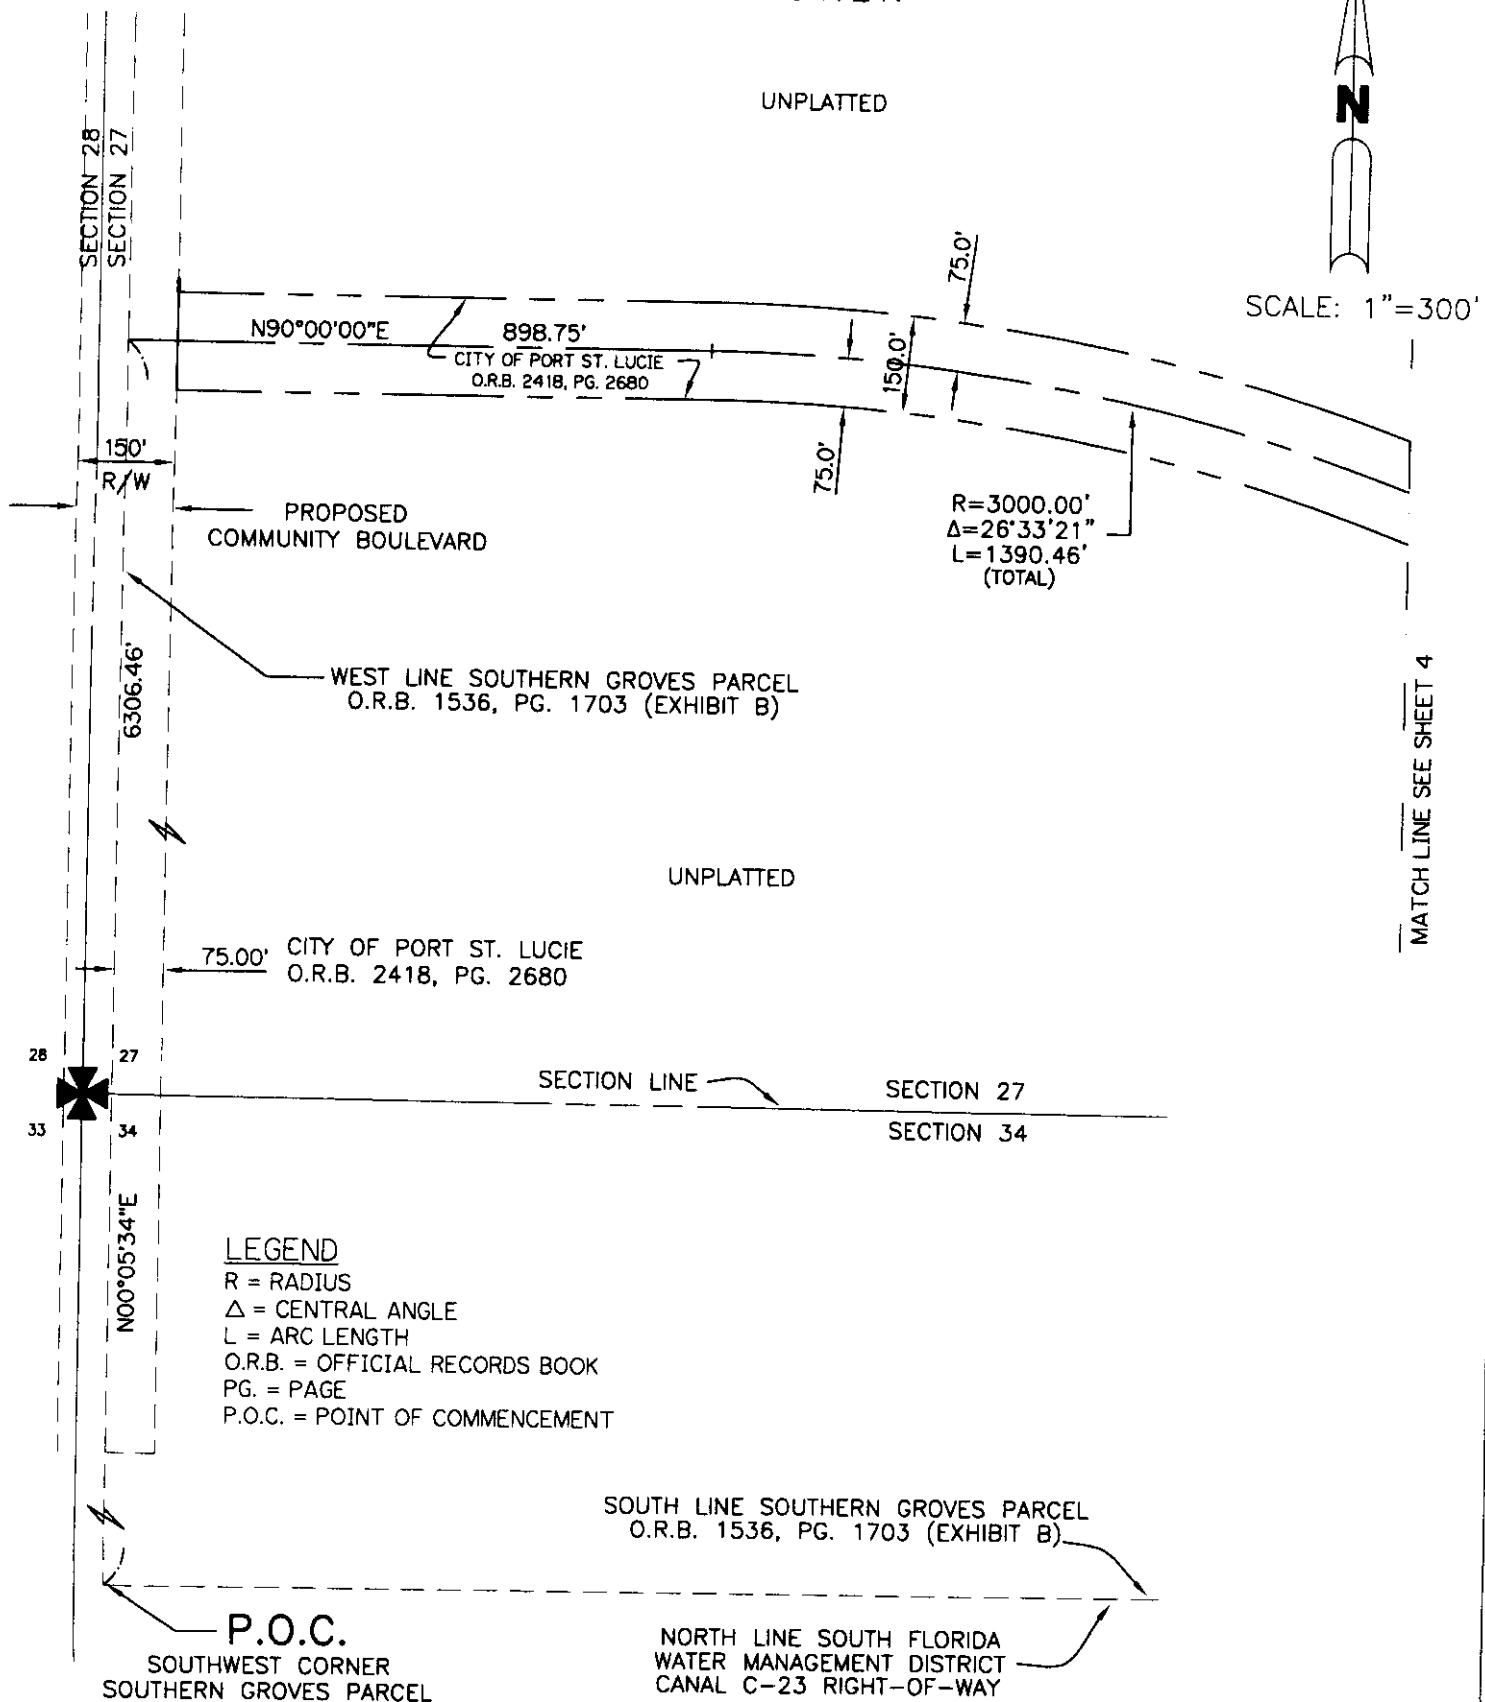 UNPLATTED
N
SCALE: 1"=300'
SECTION 28
SECTION 27
75.0'
N90°00'00"E
898.75'
CITY OF PORT ST. LUCIE
O.R.B. 2418, PG. 2680
150.0'
75.0'
150'
R/W
PROPOSED
COMMUNITY BOULEVARD
R=3000.00'
Δ=26°33'21"
L=1390.46'
(TOTAL)
6306.46'
WEST LINE SOUTHERN GROVES PARCEL
O.R.B. 1536, PG. 1703 (EXHIBIT B)
MATCH LINE SEE SHEET 4
UNPLATTED
75.00'
CITY OF PORT ST. LUCIE
O.R.B. 2418, PG. 2680
28
27
33
34
SECTION LINE
SECTION 27
SECTION 34
N00°05'34"E
LEGEND
R = RADIUS
Δ = CENTRAL ANGLE
L = ARC LENGTH
O.R.B. = OFFICIAL RECORDS BOOK
PG. = PAGE
P.O.C. = POINT OF COMMENCEMENT
SOUTH LINE SOUTHERN GROVES PARCEL
O.R.B. 1536, PG. 1703 (EXHIBIT B)
P.O.C.
SOUTHWEST CORNER
SOUTHERN GROVES PARCEL
NORTH LINE SOUTH FLORIDA
WATER MANAGEMENT DISTRICT
CANAL C-23 RIGHT-OF-WAY